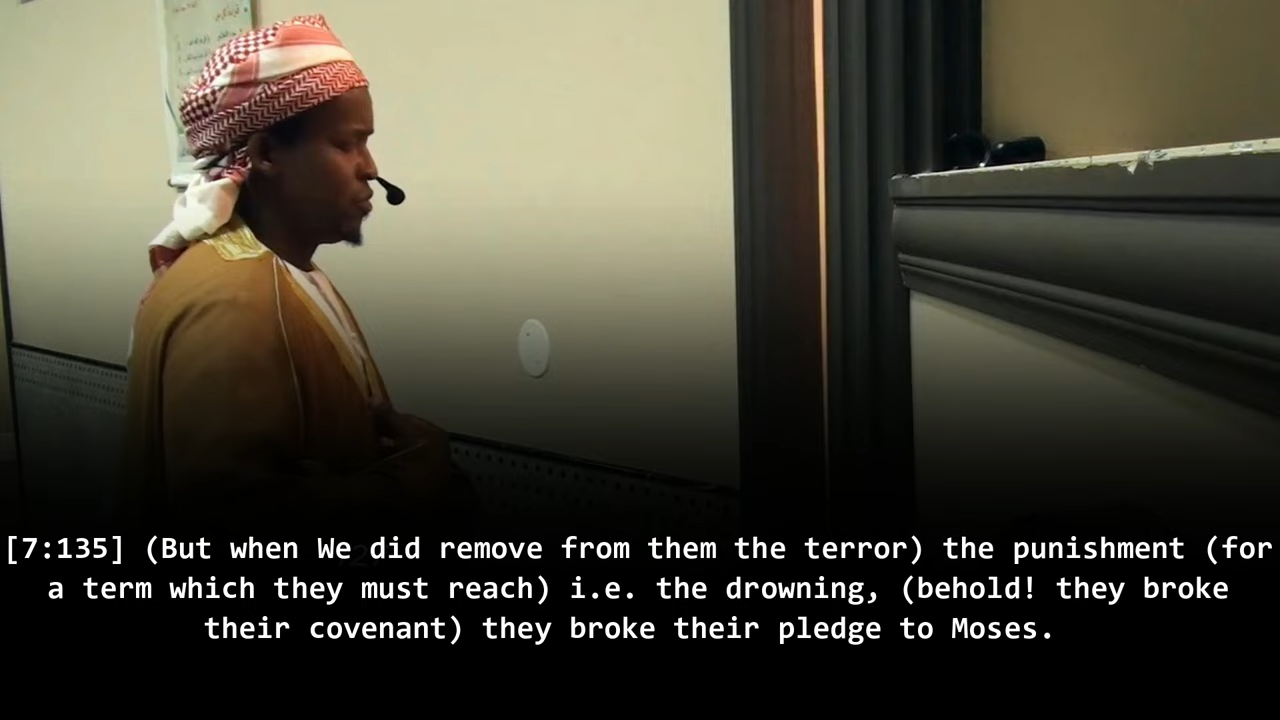 [7:135] (But when We did remove from them the terror) the punishment (for
a term which they must reach) i.e. the drowning, (behold! they broke
their covenant) they broke their pledge to Moses.